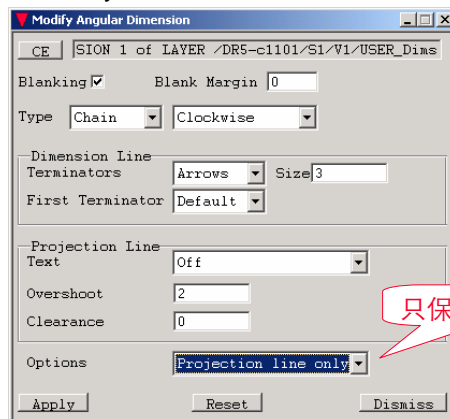 Modify Angular Dimension
CE SION 1 of LAYER /DR5-c1101/S1/V1/USER_Dims
Blanking Blank Margin 0
Type Chain Clockwise
Dimension Line
Terminators Arrows Size 3
First Terminator Default
Projection Line
Text Off
Overshoot 2
Clearance 0
只保
Options Projection line only
Apply Reset Dismiss